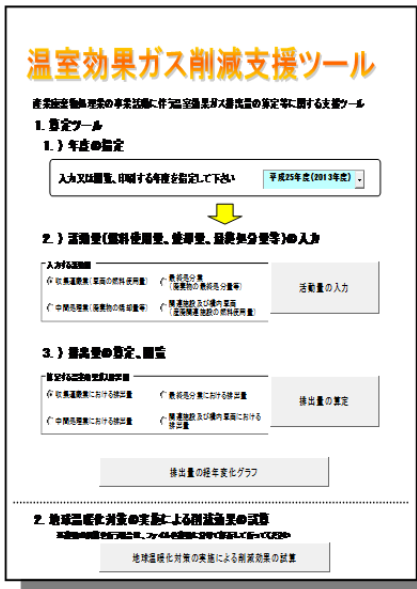 温室効果ガス削減支援ツール
産業廃棄物処理業の事業活動に伴う温室効果ガス排出量の算定等に関する支援ツール
1. 算定ツール
1. ) 年度の指定
入力又は閲覧、印刷する年度を指定して下さい
平成25年度(2013年度)
2. ) 活動量(燃料使用量、焼却量、最終処分量等)の入力
入力する活動量
収集運搬業(車両の燃料使用量)
最終処分業
(廃棄物の最終処分量等)
中間処理業(廃棄物の焼却量等)
関連施設及び構内車両
(産廃関連施設の燃料使用量)
活動量の入力
3. ) 排出量の算定、閲覧
収集運搬業における排出量
最終処分業における排出量
中間処理業における排出量
関連施設及び構内車両における
排出量
排出量の算定
排出量の経年変化グラフ
2. 地球温暖化対策の実施による削減効果の試算
地球温暖化対策の実施による削減効果の試算